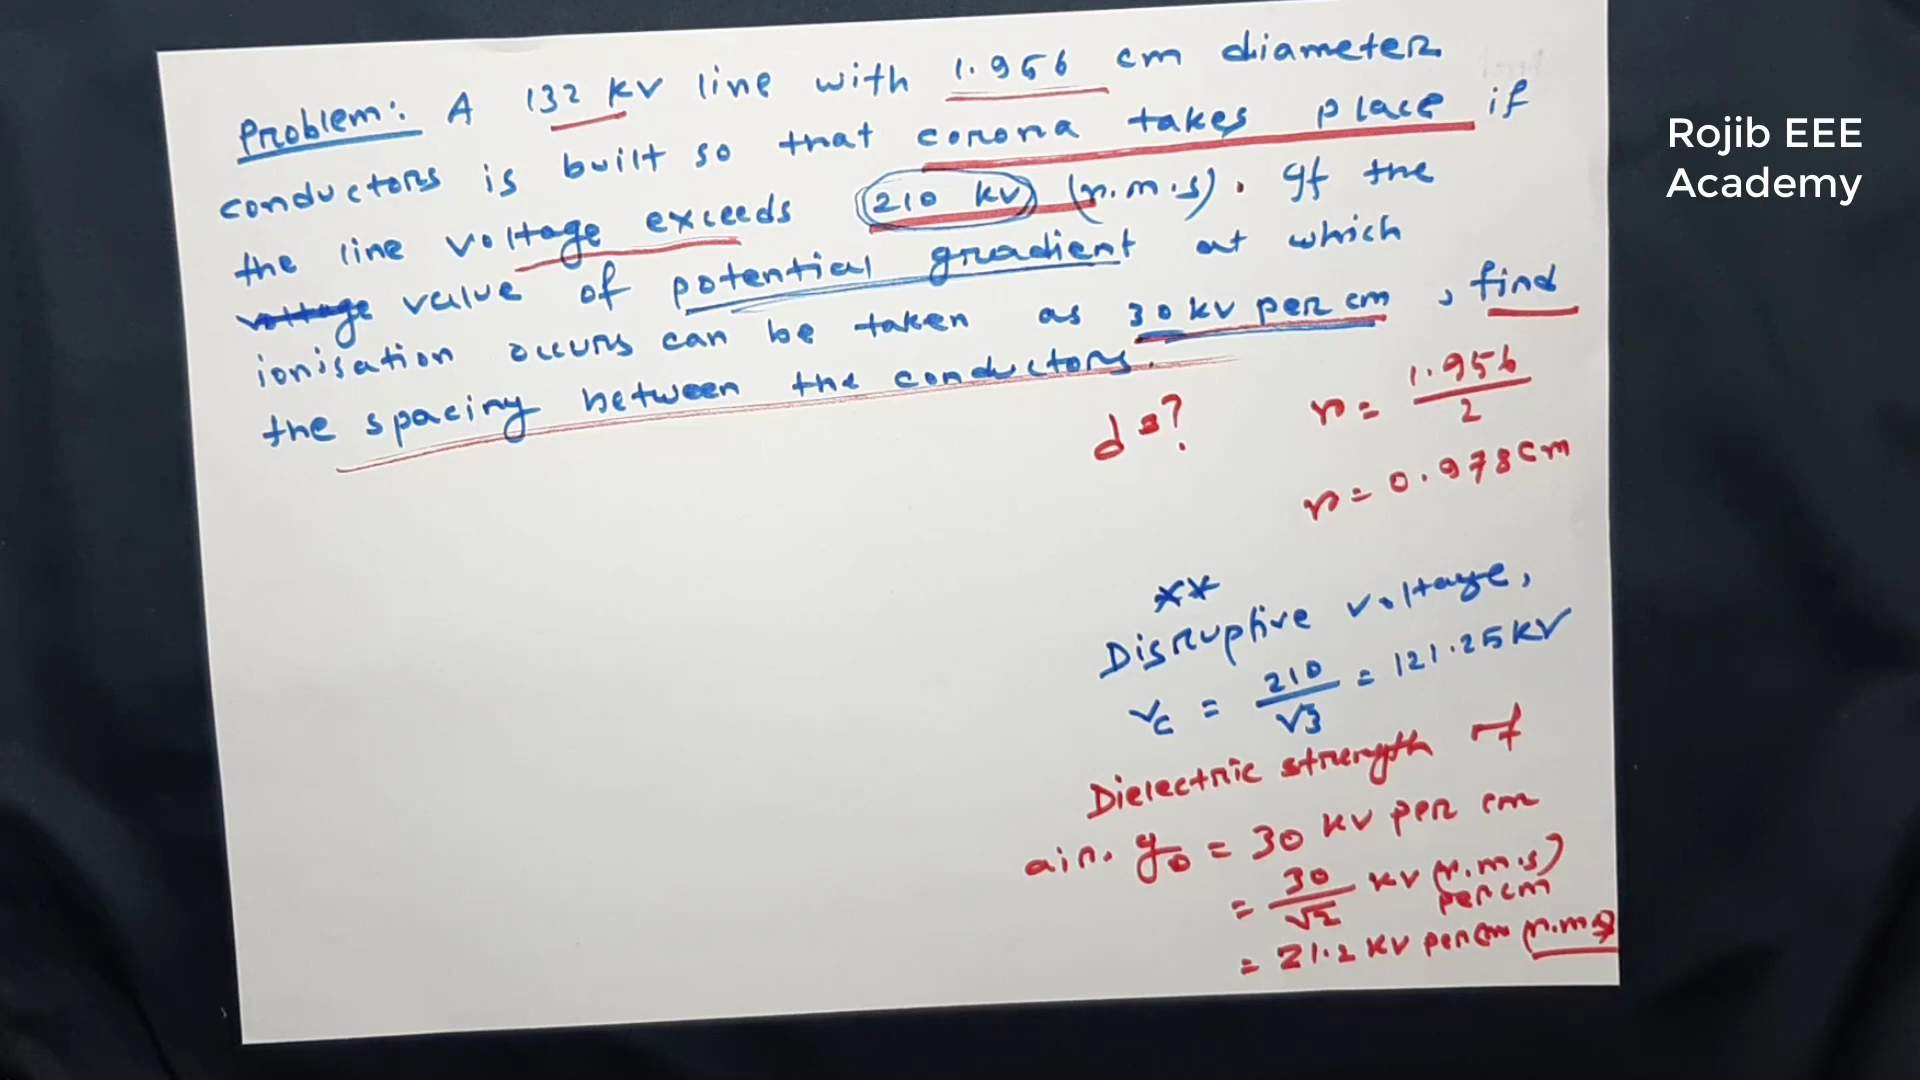 Problem: A 132 KV line with 1.956 cm diameter
conductors is built so that corona takes place if
the line voltage exceeds (210 KV) (r.m.s). If the
voltage value of potential gradient at which
ionisation occurs can be taken as 30 KV per cm, find
the spacing between the conductors.
d = ?
r = 1.956 / 2
r = 0.978 cm
**
Disruptive voltage,
Vc = 210 / √3 = 121.25 KV
Dielectric strength of
air. g0 = 30 KV per cm
= 30 / √2 KV (r.m.s) per cm
= 21.2 KV per cm (r.m.s)
Rojib EEE
Academy